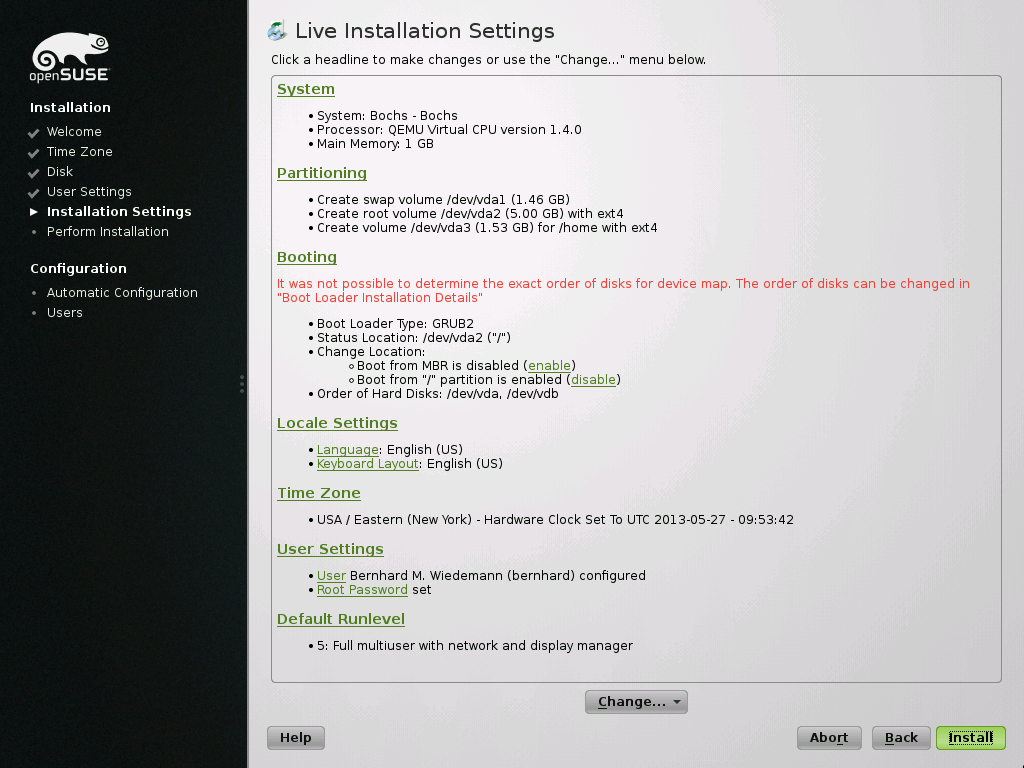 openSUSE
Installation
Welcome
Time Zone
Disk
User Settings
Installation Settings
Perform Installation
Configuration
Automatic Configuration
Users
Live Installation Settings
Click a headline to make changes or use the "Change..." menu below.
System
System: Bochs - Bochs
Processor: QEMU Virtual CPU version 1.4.0
Main Memory: 1 GB
Partitioning
Create swap volume /dev/vda1 (1.46 GB)
Create root volume /dev/vda2 (5.00 GB) with ext4
Create volume /dev/vda3 (1.53 GB) for /home with ext4
Booting
It was not possible to determine the exact order of disks for device map. The order of disks can be changed in
"Boot Loader Installation Details"
Boot Loader Type: GRUB2
Status Location: /dev/vda2 ("/")
Change Location:
Boot from MBR is disabled (enable)
Boot from "/" partition is enabled (disable)
Order of Hard Disks: /dev/vda, /dev/vdb
Locale Settings
Language: English (US)
Keyboard Layout: English (US)
Time Zone
USA / Eastern (New York) - Hardware Clock Set To UTC 2013-05-27 - 09:53:42
User Settings
User Bernhard M. Wiedemann (bernhard) configured
Root Password set
Default Runlevel
5: Full multiuser with network and display manager
Change...
Help
Abort
Back
Install